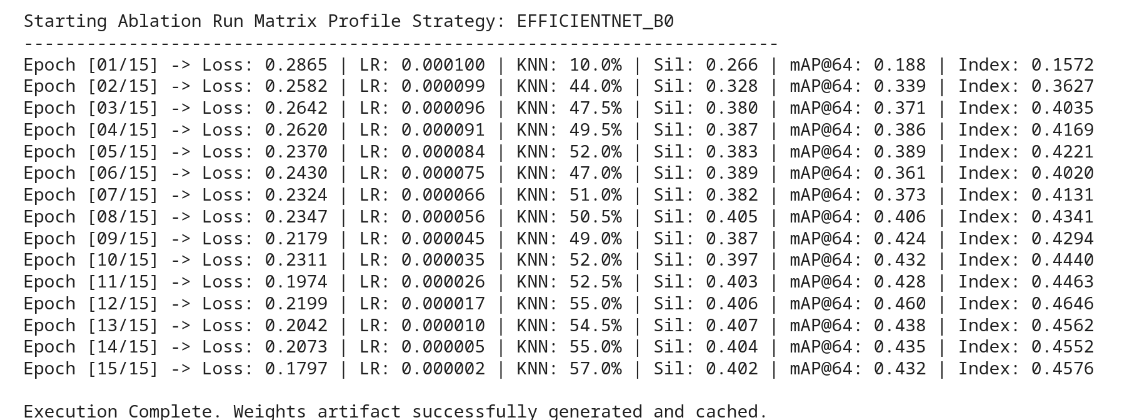 Starting Ablation Run Matrix Profile Strategy: EFFICIENTNET_B0
------------------------------------------------------------------------
Epoch [01/15] -> Loss: 0.2865 | LR: 0.000100 | KNN: 10.0% | Sil: 0.266 | mAP@64: 0.188 | Index: 0.1572
Epoch [02/15] -> Loss: 0.2582 | LR: 0.000099 | KNN: 44.0% | Sil: 0.328 | mAP@64: 0.339 | Index: 0.3627
Epoch [03/15] -> Loss: 0.2642 | LR: 0.000096 | KNN: 47.5% | Sil: 0.380 | mAP@64: 0.371 | Index: 0.4035
Epoch [04/15] -> Loss: 0.2620 | LR: 0.000091 | KNN: 49.5% | Sil: 0.387 | mAP@64: 0.386 | Index: 0.4169
Epoch [05/15] -> Loss: 0.2370 | LR: 0.000084 | KNN: 52.0% | Sil: 0.383 | mAP@64: 0.389 | Index: 0.4221
Epoch [06/15] -> Loss: 0.2430 | LR: 0.000075 | KNN: 47.0% | Sil: 0.389 | mAP@64: 0.361 | Index: 0.4020
Epoch [07/15] -> Loss: 0.2324 | LR: 0.000066 | KNN: 51.0% | Sil: 0.382 | mAP@64: 0.373 | Index: 0.4131
Epoch [08/15] -> Loss: 0.2347 | LR: 0.000056 | KNN: 50.5% | Sil: 0.405 | mAP@64: 0.406 | Index: 0.4341
Epoch [09/15] -> Loss: 0.2179 | LR: 0.000045 | KNN: 49.0% | Sil: 0.387 | mAP@64: 0.424 | Index: 0.4294
Epoch [10/15] -> Loss: 0.2311 | LR: 0.000035 | KNN: 52.0% | Sil: 0.397 | mAP@64: 0.432 | Index: 0.4440
Epoch [11/15] -> Loss: 0.1974 | LR: 0.000026 | KNN: 52.5% | Sil: 0.403 | mAP@64: 0.428 | Index: 0.4463
Epoch [12/15] -> Loss: 0.2199 | LR: 0.000017 | KNN: 55.0% | Sil: 0.406 | mAP@64: 0.460 | Index: 0.4646
Epoch [13/15] -> Loss: 0.2042 | LR: 0.000010 | KNN: 54.5% | Sil: 0.407 | mAP@64: 0.438 | Index: 0.4562
Epoch [14/15] -> Loss: 0.2073 | LR: 0.000005 | KNN: 55.0% | Sil: 0.404 | mAP@64: 0.435 | Index: 0.4552
Epoch [15/15] -> Loss: 0.1797 | LR: 0.000002 | KNN: 57.0% | Sil: 0.402 | mAP@64: 0.432 | Index: 0.4576
Execution Complete. Weights artifact successfully generated and cached.